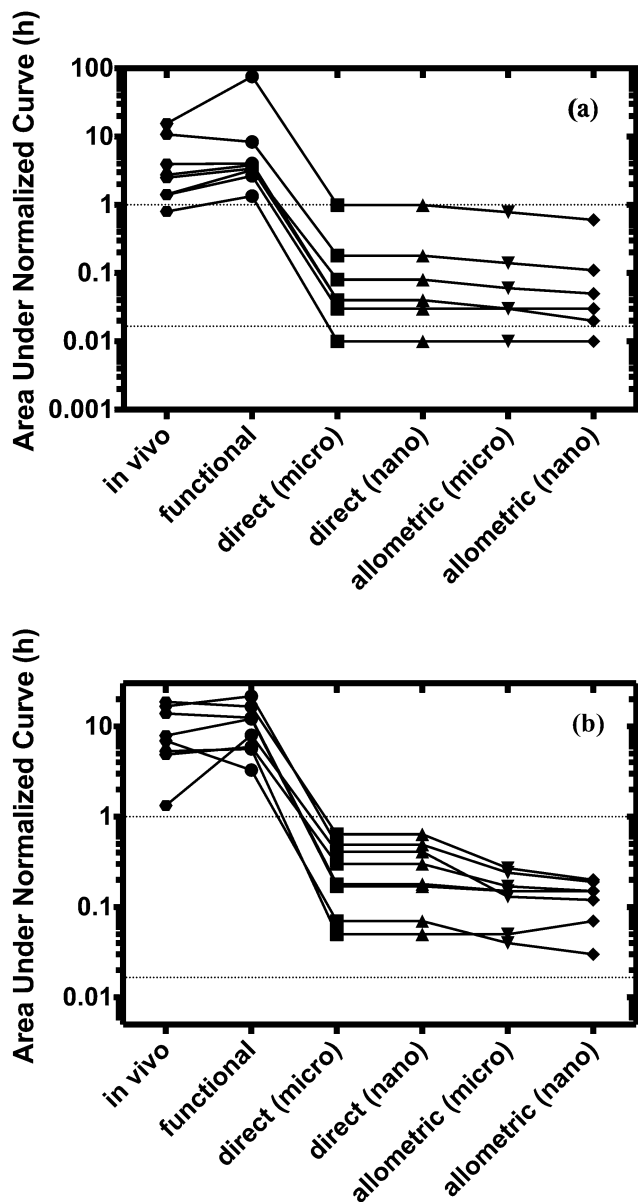 Area Under Normalized Curve (h)
100
10
1
0.1
0.01
0.001
(a)
in vivo
functional
direct (micro)
direct (nano)
allometric (micro)
allometric (nano)
Area Under Normalized Curve (h)
10
1
0.1
0.01
(b)
in vivo
functional
direct (micro)
direct (nano)
allometric (micro)
allometric (nano)